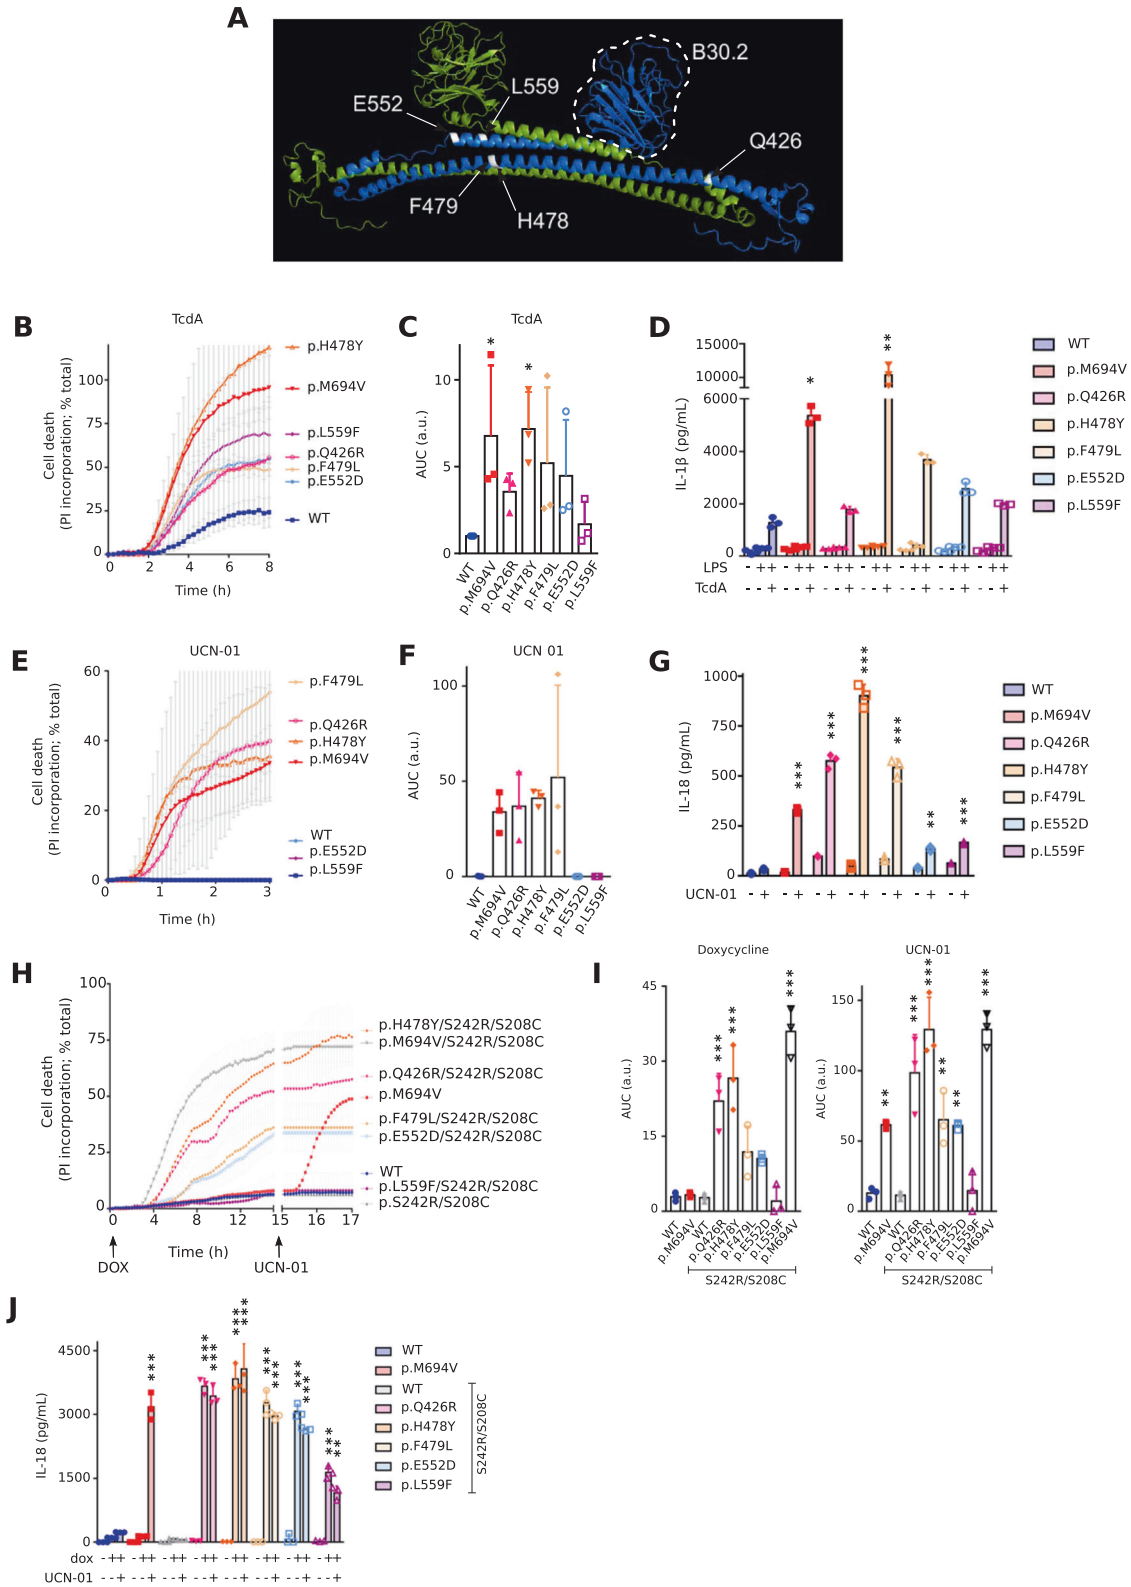 A
B30.2
L559
E552
Q426
F479
H478
B
TcdA
Cell death
(PI incorporation; % total)
100
75
50
25
0
0 2 4 6 8
Time (h)
p.H478Y
p.M694V
p.L559F
p.Q426R
p.F479L
p.E552D
WT
C
TcdA
AUC (a.u.)
10
5
0
WT
p.M694V
p.Q426R
p.H478Y
p.F479L
p.E552D
p.L559F
* *
D
IL-1β (pg/mL)
15000
10000
6000
4000
2000
0
* **
LPS - + + - + + - + + - + + - + + - + + - + +
TcdA - - + - - + - - + - - + - - + - - + - - +
WT
p.M694V
p.Q426R
p.H478Y
p.F479L
p.E552D
p.L559F
E
UCN-01
Cell death
(PI incorporation; % total)
60
40
20
0
0 1 2 3
Time (h)
p.F479L
p.Q426R
p.H478Y
p.M694V
WT
p.E552D
p.L559F
F
UCN 01
AUC (a.u.)
100
50
0
WT
p.M694V
p.Q426R
p.H478Y
p.F479L
p.E552D
p.L559F
G
IL-18 (pg/mL)
1000
750
500
250
0
*** *** *** *** ** ***
UCN-01 - + - + - + - + - + - + - +
WT
p.M694V
p.Q426R
p.H478Y
p.F479L
p.E552D
p.L559F
H
Cell death
(PI incorporation; % total)
100
75
50
25
0
0 4 8 12 15 16 17
Time (h)
DOX
UCN-01
p.H478Y/S242R/S208C
p.M694V/S242R/S208C
p.Q426R/S242R/S208C
p.M694V
p.F479L/S242R/S208C
p.E552D/S242R/S208C
WT
p.L559F/S242R/S208C
p.S242R/S208C
I
Doxycycline
AUC (a.u.)
45
30
15
0
*** *** ***
WT
p.M694V
WT
p.Q426R
p.H478Y
p.F479L
p.E552D
p.L559F
p.M694V
S242R/S208C
UCN-01
AUC (a.u.)
150
100
50
0
** *** *** ** ** ***
WT
p.M694V
WT
p.Q426R
p.H478Y
p.F479L
p.E552D
p.L559F
p.M694V
S242R/S208C
J
IL-18 (pg/mL)
4500
3000
1500
0
*** *** *** *** *** *** *** *** *** *** **
dox - + + - + + - + + - + + - + + - + + - + + - + +
UCN-01 - - + - - + - - + - - + - - + - - + - - + - - +
WT
p.M694V
WT
p.Q426R
p.H478Y
p.F479L
p.E552D
p.L559F
S242R/S208C